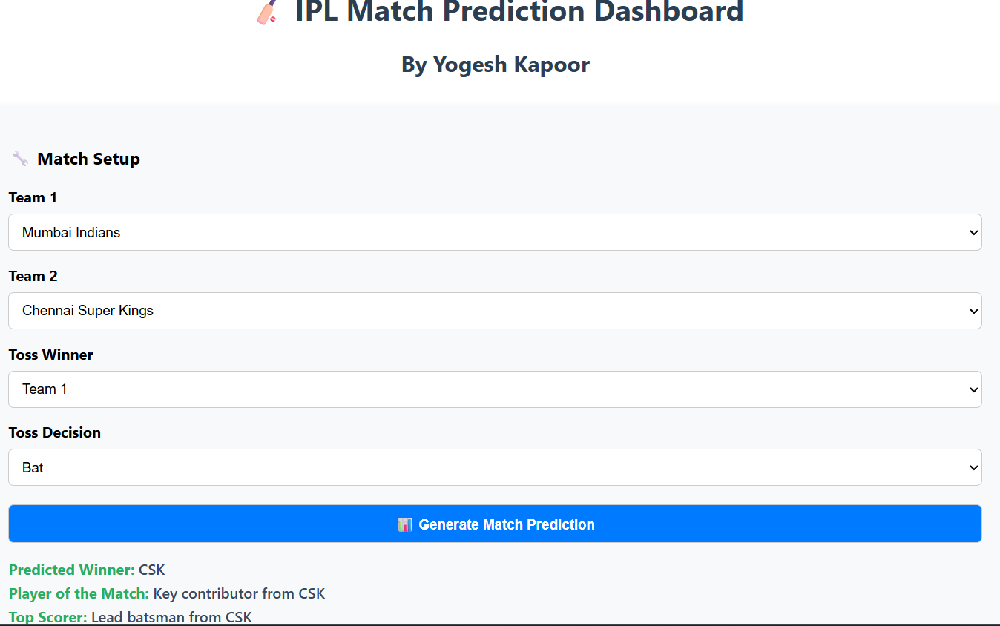 IPL Match Prediction Dashboard
By Yogesh Kapoor
Match Setup
Team 1
Mumbai Indians
Team 2
Chennai Super Kings
Toss Winner
Team 1
Toss Decision
Bat
Generate Match Prediction
Predicted Winner: CSK
Player of the Match: Key contributor from CSK
Top Scorer: Lead batsman from CSK